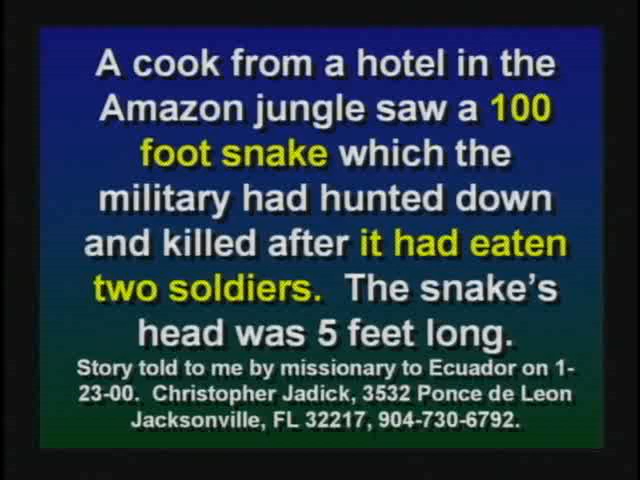 A cook from a hotel in the
Amazon jungle saw a 100
foot snake which the
military had hunted down
and killed after it had eaten
two soldiers.  The snake's
head was 5 feet long.
Story told to me by missionary to Ecuador on 1-
23-00.  Christopher Jadick, 3532 Ponce de Leon
Jacksonville, FL 32217, 904-730-6792.